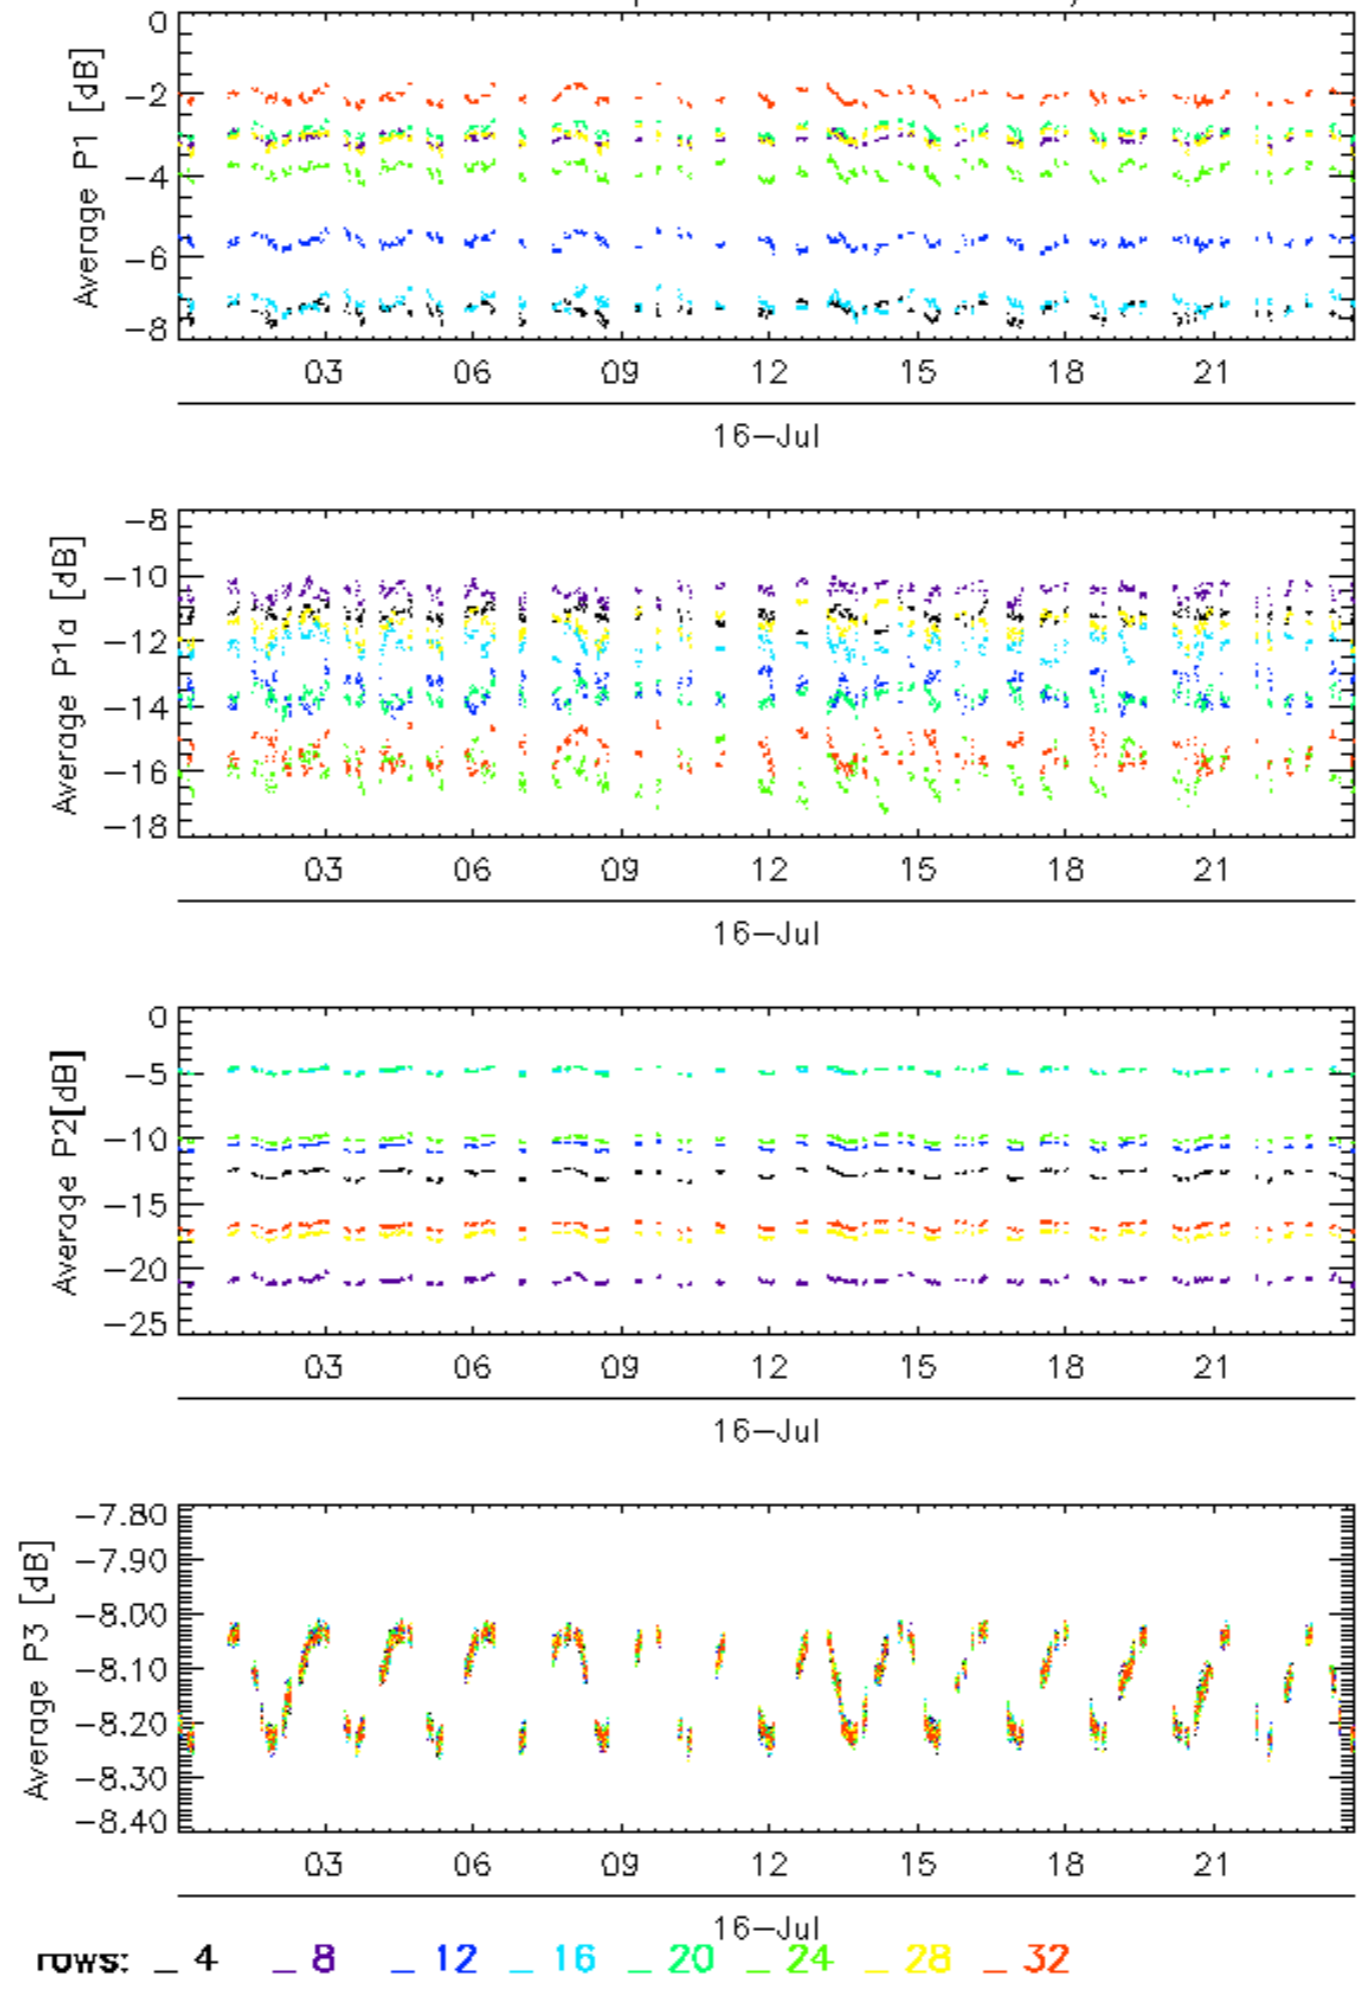 0
-2
-4
-6
-8
Average P1 [dB]
03 06 09 12 15 18 21
16-Jul
-8
-10
-12
-14
-16
-18
Average P1a [dB]
03 06 09 12 15 18 21
16-Jul
0
-5
-10
-15
-20
-25
Average P2[dB]
03 06 09 12 15 18 21
16-Jul
-7.80
-7.90
-8.00
-8.10
-8.20
-8.30
-8.40
Average P3 [dB]
03 06 09 12 15 18 21
16-Jul
rows: _ 4 _ 8 _ 12 _ 16 _ 20 _ 24 _ 28 _ 32